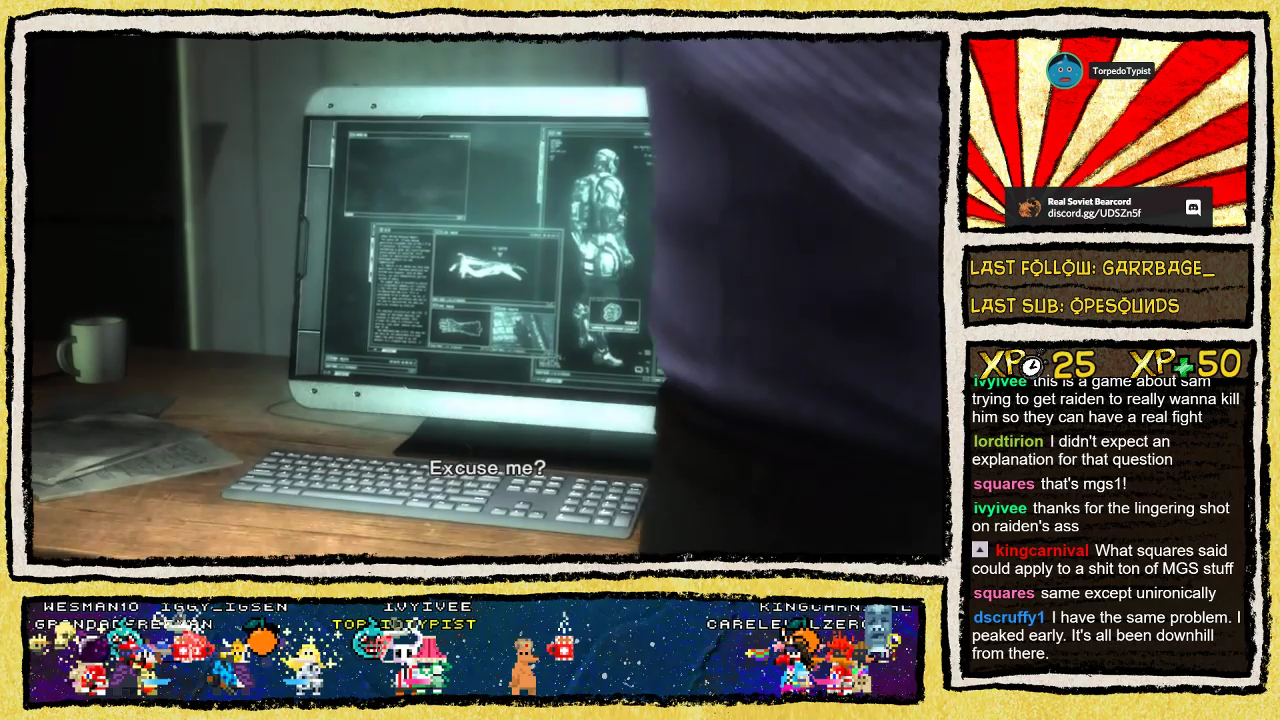 Excuse me?
TorpedoTypist
Real Soviet Bearcord
discord.gg/UDSZn5f
LAST FOLLOW: GARRBAGE_
LAST SUB: OPESOUNDS
XP 25 XP 50
ivyivee this is a game about sam
trying to get raiden to really wanna kill
him so they can have a real fight
lordtirion I didn't expect an
explanation for that question
squares that's mgs1!
ivyivee thanks for the lingering shot
on raiden's ass
kingcarnival What squares said
could apply to a shit ton of MGS stuff
squares same except unironically
dscruffy1 I have the same problem. I
peaked early. It's all been downhill
from there.
WESMAN10 IGGY_IGSEN IVYIVEE